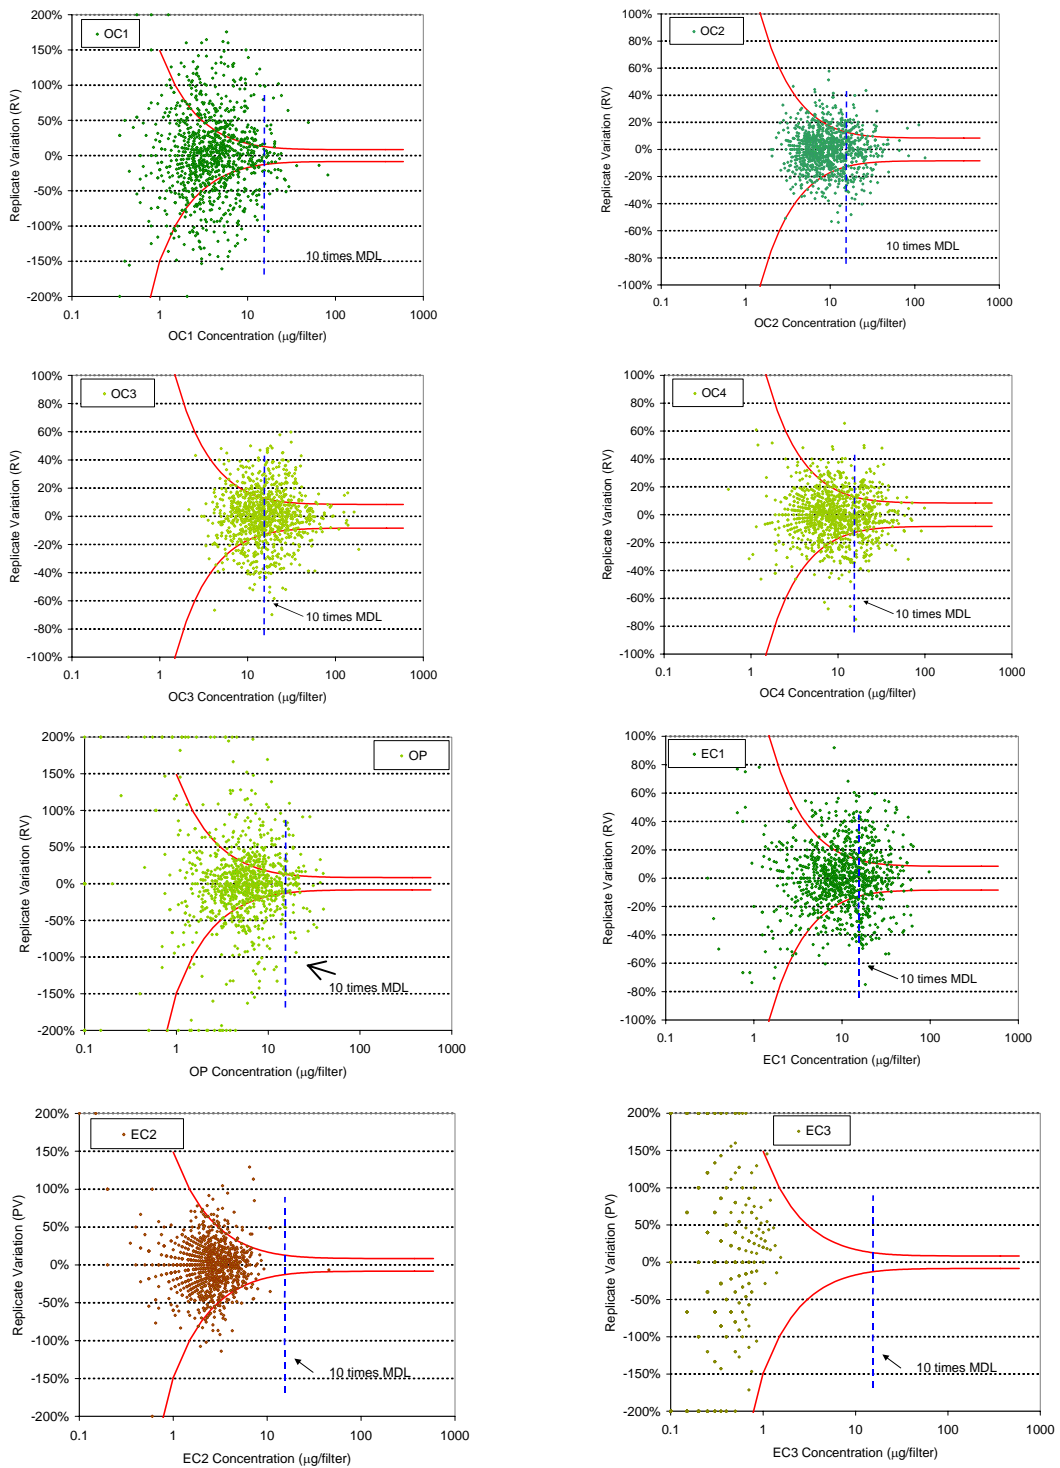 OC1
200%
150%
100%
50%
0%
-50%
-100%
-150%
-200%
Replicate Variation (RV)
10 times MDL
0.1 1 10 100 1000
OC1 Concentration (µg/filter)
OC2
100%
80%
60%
40%
20%
0%
-20%
-40%
-60%
-80%
-100%
Replicate Variation (RV)
10 times MDL
0.1 1 10 100 1000
OC2 Concentration (µg/filter)
OC3
100%
80%
60%
40%
20%
0%
-20%
-40%
-60%
-80%
-100%
Replicate Variation (RV)
10 times MDL
0.1 1 10 100 1000
OC3 Concentration (µg/filter)
OC4
100%
80%
60%
40%
20%
0%
-20%
-40%
-60%
-80%
-100%
Replicate Variation (RV)
10 times MDL
0.1 1 10 100 1000
OC4 Concentration (µg/filter)
OP
200%
150%
100%
50%
0%
-50%
-100%
-150%
-200%
Replicate Variation (RV)
10 times MDL
0.1 1 10 100 1000
OP Concentration (µg/filter)
EC1
100%
80%
60%
40%
20%
0%
-20%
-40%
-60%
-80%
-100%
Replicate Variation (RV)
10 times MDL
0.1 1 10 100 1000
EC1 Concentration (µg/filter)
EC2
200%
150%
100%
50%
0%
-50%
-100%
-150%
-200%
Replicate Variation (PV)
10 times MDL
0.1 1 10 100 1000
EC2 Concentration (µg/filter)
EC3
200%
150%
100%
50%
0%
-50%
-100%
-150%
-200%
Replicate Variation (PV)
10 times MDL
0.1 1 10 100 1000
EC3 Concentration (µg/filter)